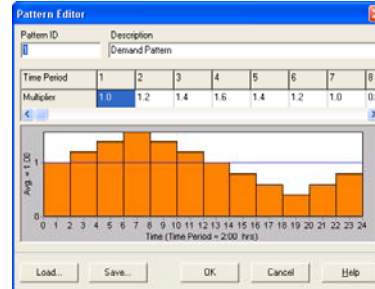 Pattern Editor
Pattern ID Description
1 Demand Pattern
Time Period 1 2 3 4 5 6 7 8
Multiplier 1.0 1.2 1.4 1.6 1.4 1.2 1.0 0.
Avg. = 1.00
1
0
0 1 2 3 4 5 6 7 8 9 10 11 12 13 14 15 16 17 18 19 20 21 22 23 24
Time (Time Period = 2:00 hrs)
Load... Save... OK Cancel Help